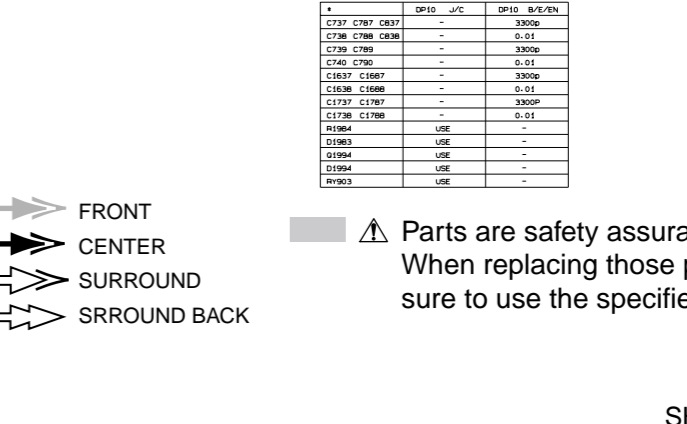 * DP10 J/C DP10 B/E/EN
C737 C787 C837 - 3300p
C738 C788 C838 - 0.01
C739 C789 - 3300p
C740 C790 - 0.01
C1637 C1687 - 3300p
C1638 C1688 - 0.01
C1737 C1787 - 3300P
C1738 C1788 - 0.01
R1984 USE -
D1983 USE -
Q1994 USE -
D1994 USE -
RY903 USE -
FRONT
CENTER
SURROUND
SRROUND BACK
Parts are safety assura
When replacing those p
sure to use the specifie